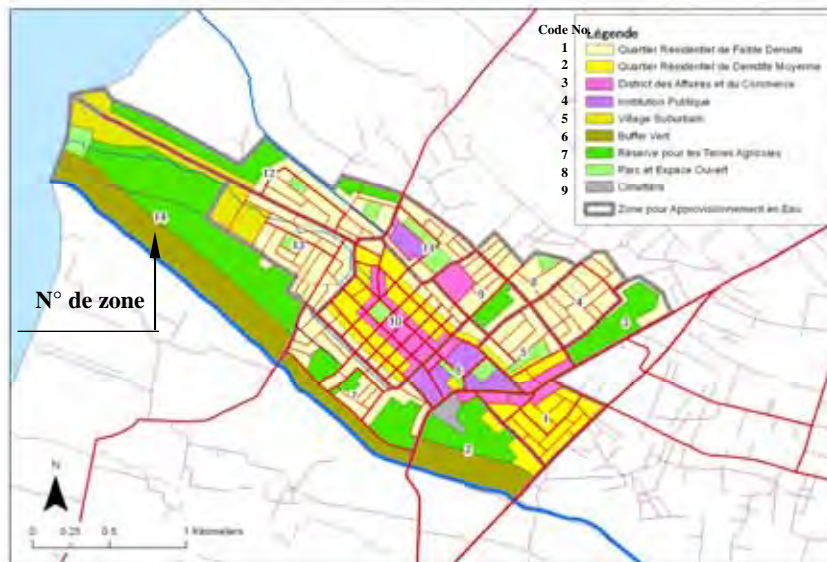 Code No.
Légende
1 Quartier Résidentiel de Faible Densité
2 Quartier Résidentiel de Densité Moyenne
3 District des Affaires et du Commerce
4 Institution Publique
5 Village Suburbain
6 Buffer Vert
7 Réserve pour les Terres Agricoles
8 Parc et Espace Ouvert
9 Cimetière
Zone pour Approvisionnement en Eau
12
14
13
11
N° de zone
8
4
9
3
10
5
6
7
1
2
N
0 0.25 0.5 1 Kilometers